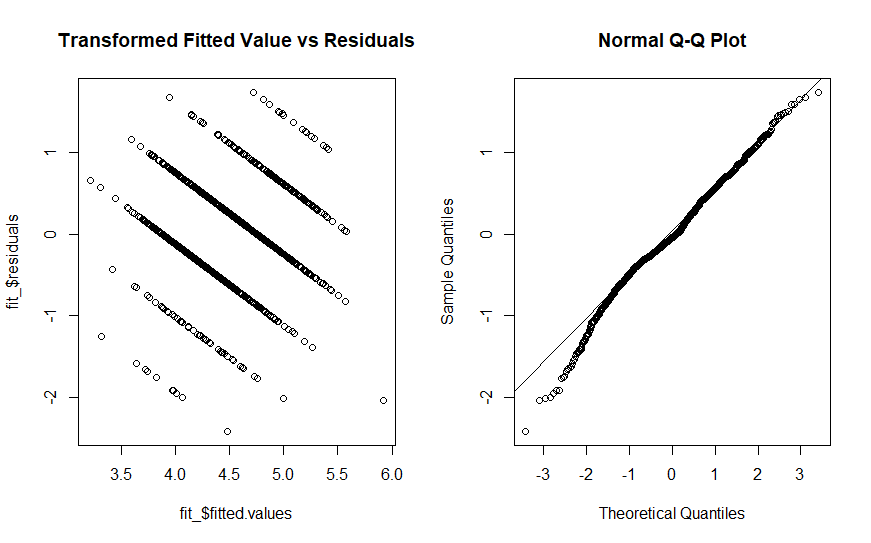 Transformed Fitted Value vs Residuals
fit_$residuals
1
0
-1
-2
3.5 4.0 4.5 5.0 5.5 6.0
fit_$fitted.values
Normal Q-Q Plot
Sample Quantiles
1
0
-1
-2
-3 -2 -1 0 1 2 3
Theoretical Quantiles